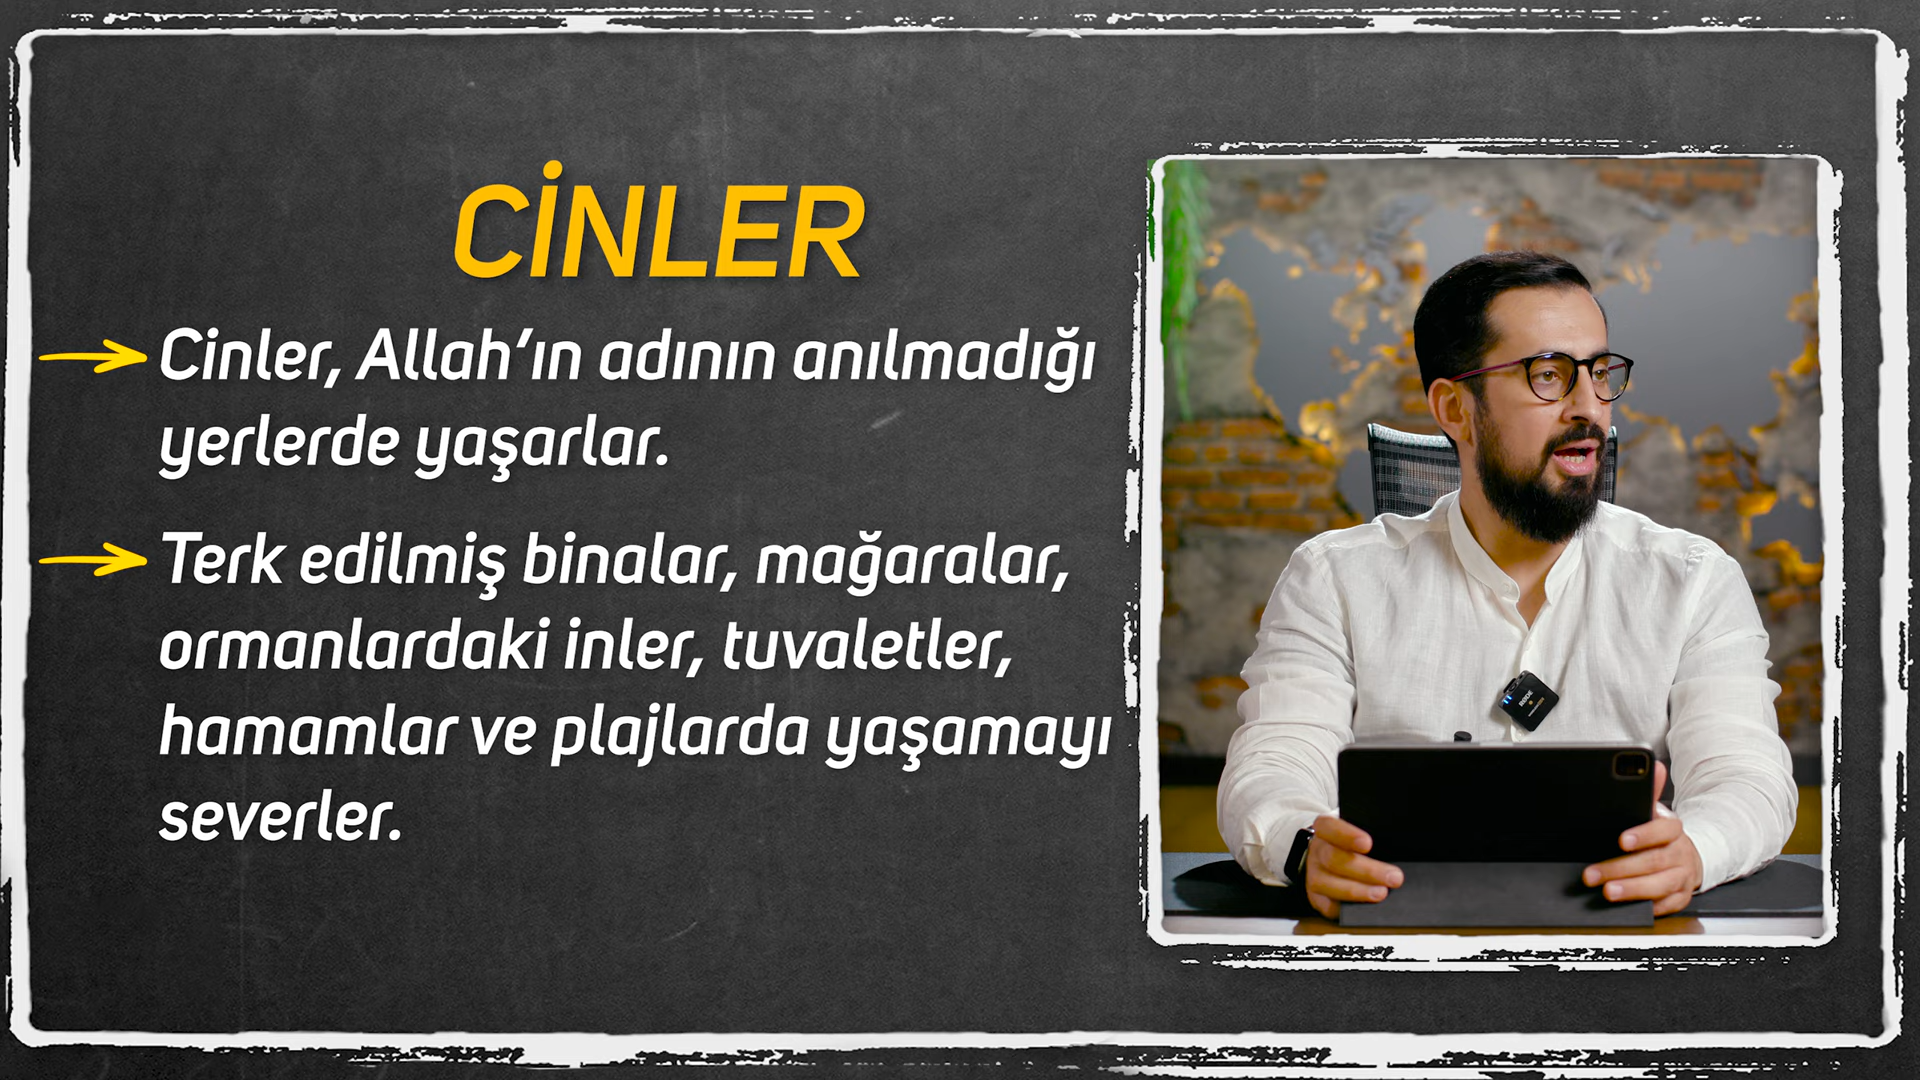 CİNLER
Cinler, Allah’ın adının anılmadığı
yerlerde yaşarlar.
Terk edilmiş binalar, mağaralar,
ormanlardaki inler, tuvaletler,
hamamlar ve plajlarda yaşamayı
severler.
RØDE